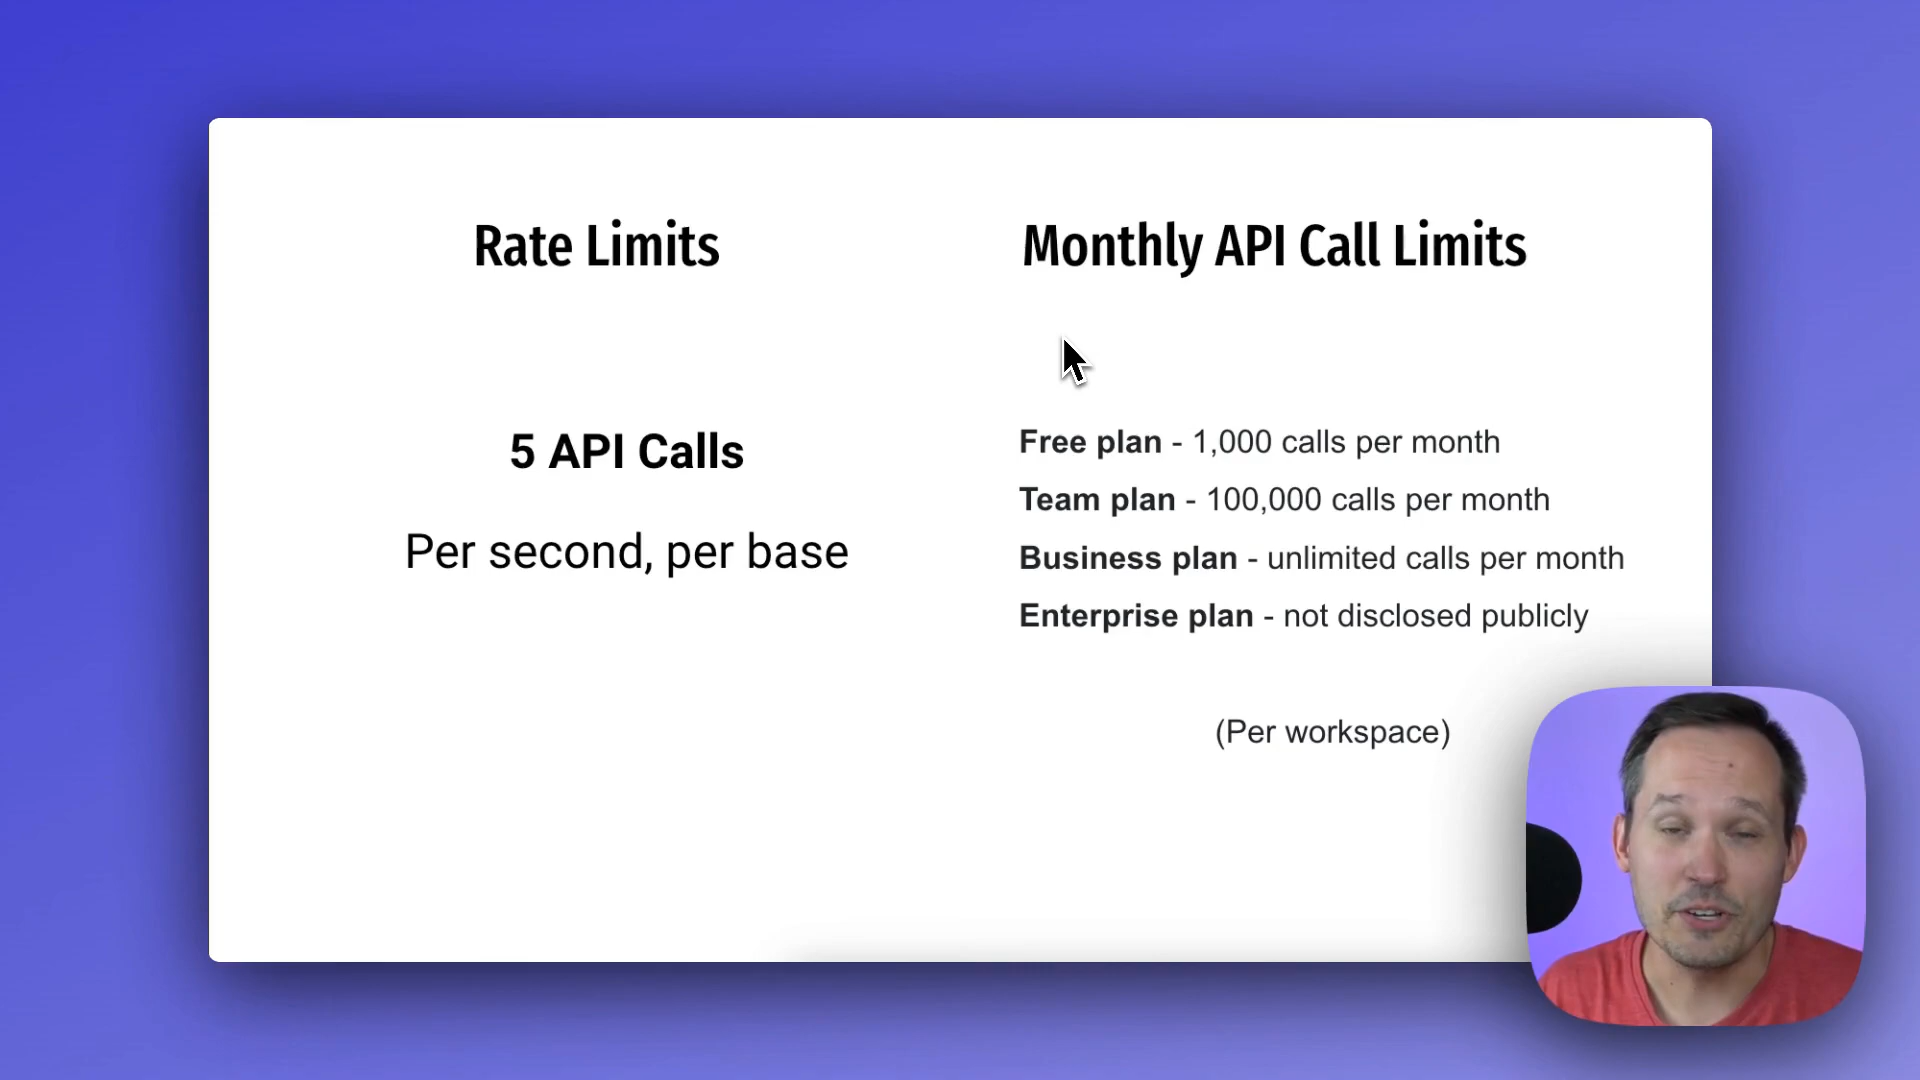 Rate Limits
5 API Calls
Per second, per base
Monthly API Call Limits
Free plan - 1,000 calls per month
Team plan - 100,000 calls per month
Business plan - unlimited calls per month
Enterprise plan - not disclosed publicly
(Per workspace)